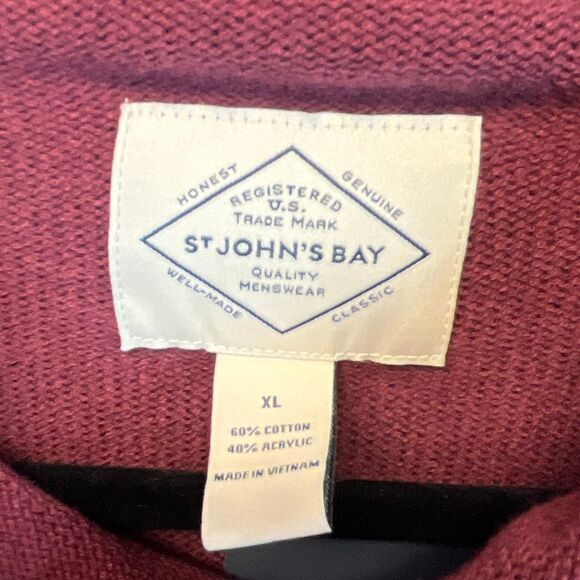 HONEST
GENUINE
REGISTERED
U.S.
TRADE MARK
ST JOHN'S BAY
QUALITY
MENSWEAR
WELL-MADE
CLASSIC
XL
60% COTTON
40% ACRYLIC
MADE IN VIETNAM